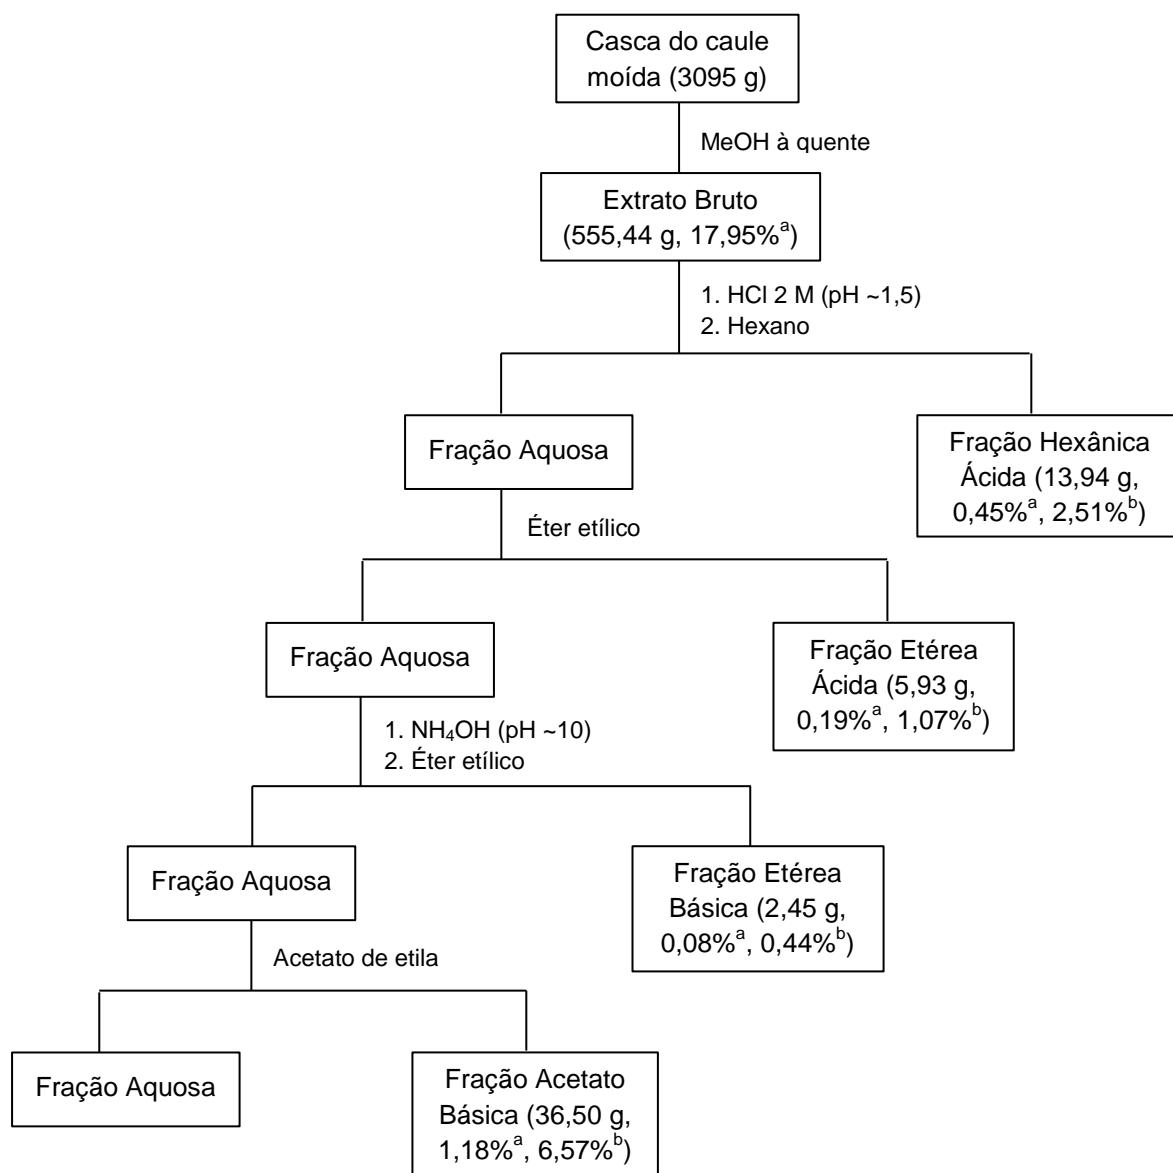 Casca do caule
moída (3095 g)
MeOH à quente
Extrato Bruto
(555,44 g, 17,95%ᵃ)
1. HCl 2 M (pH ~1,5)
2. Hexano
Fração Aquosa
Fração Hexânica
Ácida (13,94 g,
0,45%ᵃ, 2,51%ᵇ)
Éter etílico
Fração Aquosa
Fração Etérea
Ácida (5,93 g,
0,19%ᵃ, 1,07%ᵇ)
1. NH₄OH (pH ~10)
2. Éter etílico
Fração Aquosa
Fração Etérea
Básica (2,45 g,
0,08%ᵃ, 0,44%ᵇ)
Acetato de etila
Fração Aquosa
Fração Acetato
Básica (36,50 g,
1,18%ᵃ, 6,57%ᵇ)